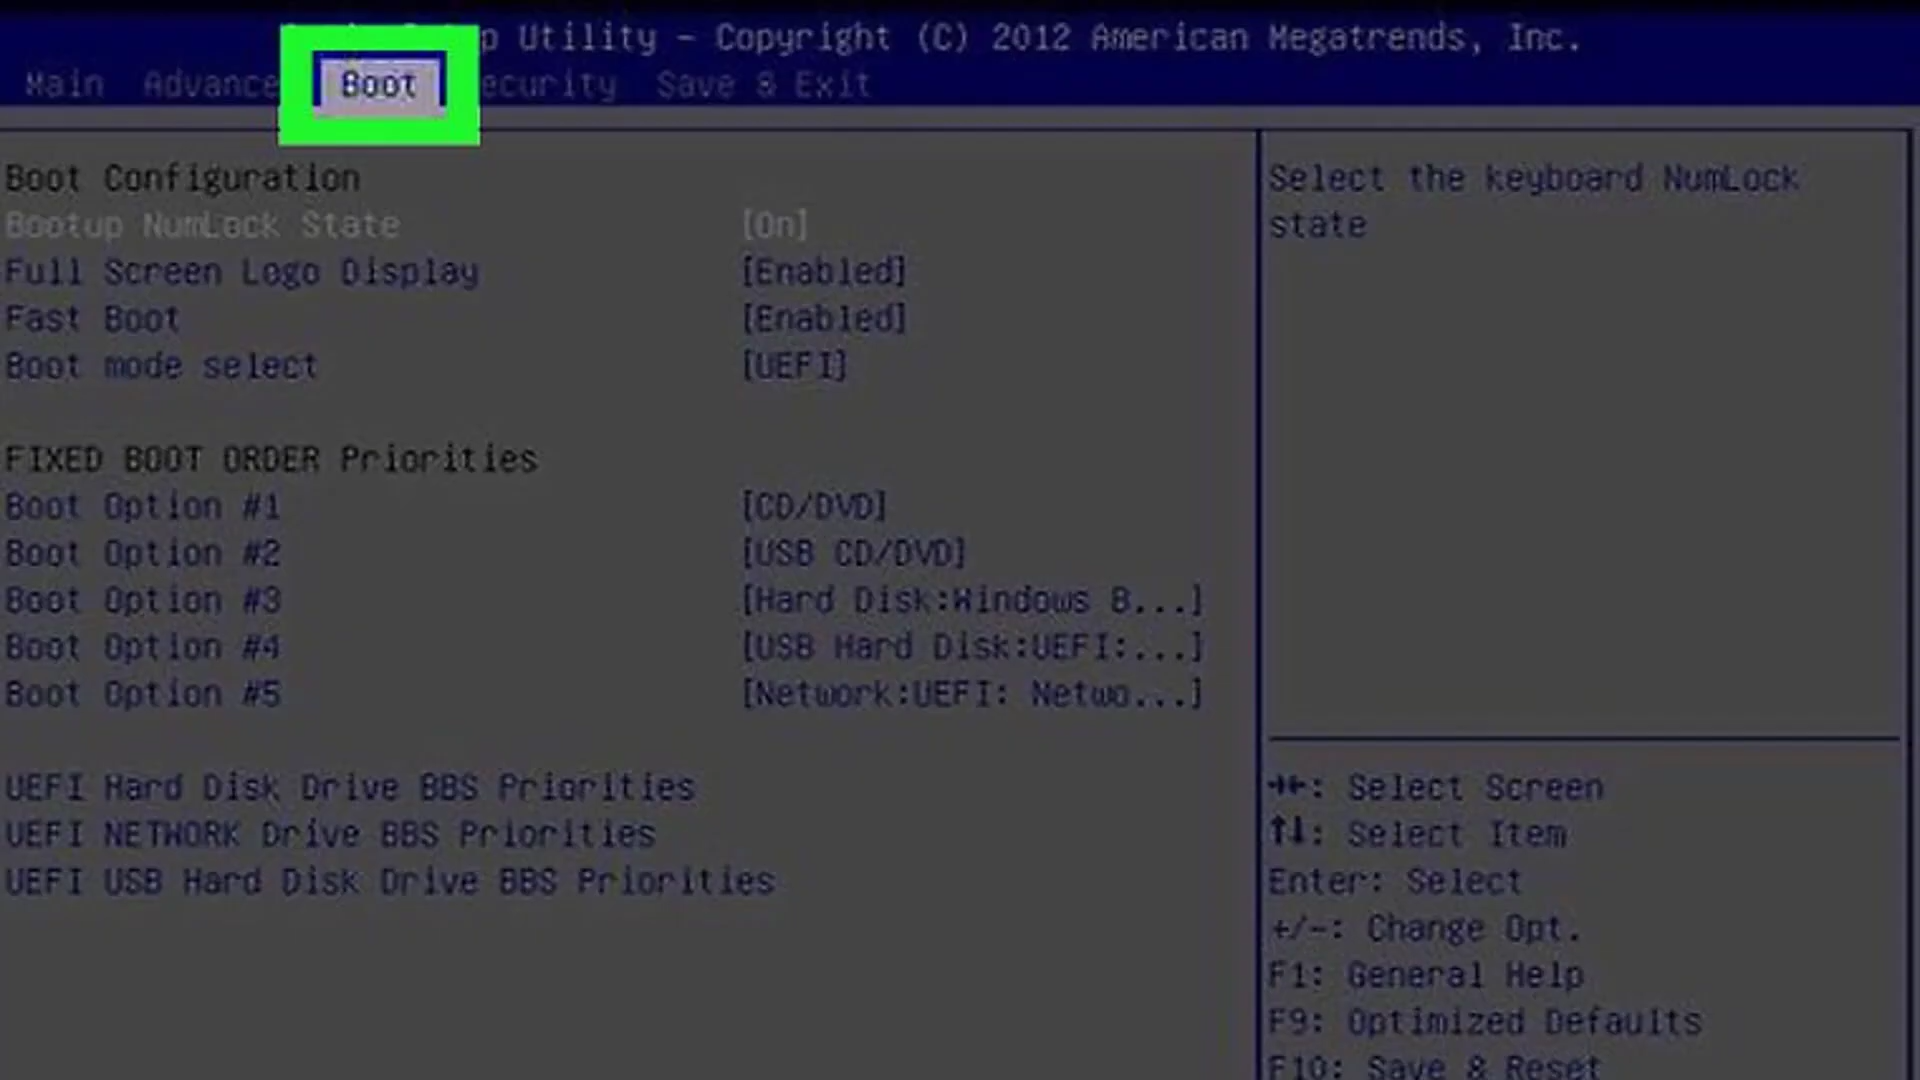 Utility – Copyright (C) 2012 American Megatrends, Inc.
Main Boot Save & Exit
Boot Configuration
Bootup NumLock State [On]
Full Screen Logo Display [Enabled]
Fast Boot [Enabled]
Boot mode select [UEFI]
FIXED BOOT ORDER Priorities
Boot Option #1 [CD/DVD]
Boot Option #2 [USB CD/DVD]
Boot Option #3 [Hard Disk:Windows B...]
Boot Option #4 [USB Hard Disk:UEFI:...]
Boot Option #5 [Network:UEFI: Netwo...]
UEFI Hard Disk Drive BBS Priorities
UEFI NETWORK Drive BBS Priorities
UEFI USB Hard Disk Drive BBS Priorities
Select the keyboard NumLock
state
→←: Select Screen
↑↓: Select Item
Enter: Select
+/-: Change Opt.
F1: General Help
F9: Optimized Defaults
F10: Save & Reset